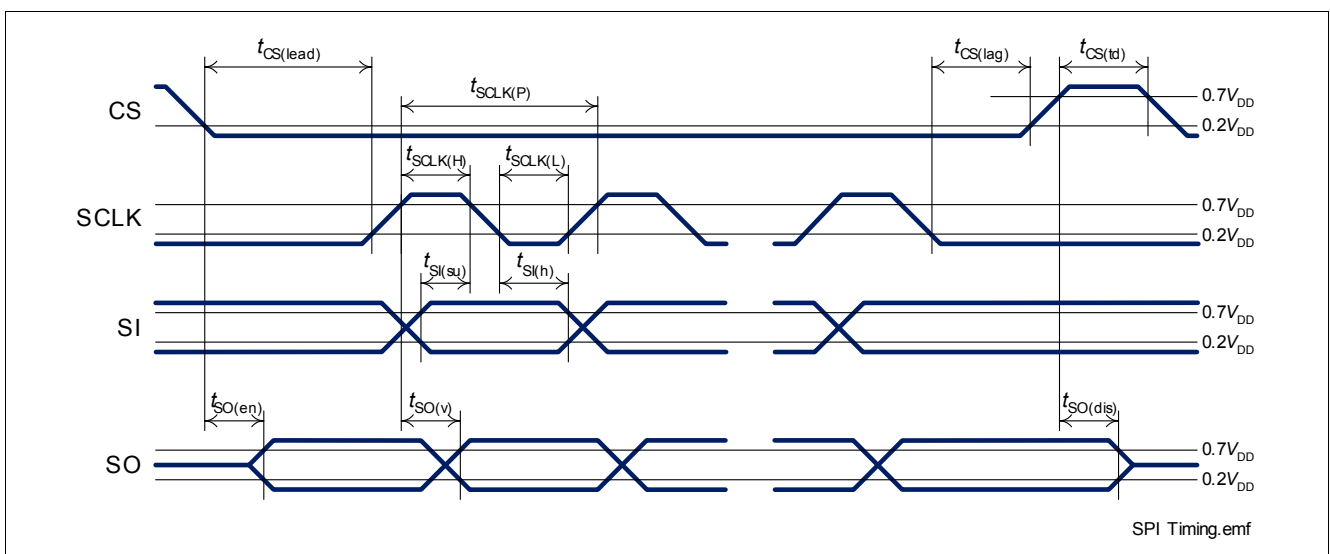 tCS(lead)
tCS(lag)
tCS(td)
tSCLK(P)
CS
0.7VDD
0.2VDD
tSCLK(H)
tSCLK(L)
SCLK
0.7VDD
0.2VDD
tSI(su)
tSI(h)
SI
0.7VDD
0.2VDD
tSO(en)
tSO(v)
tSO(dis)
SO
0.7VDD
0.2VDD
SPI Timing.emf